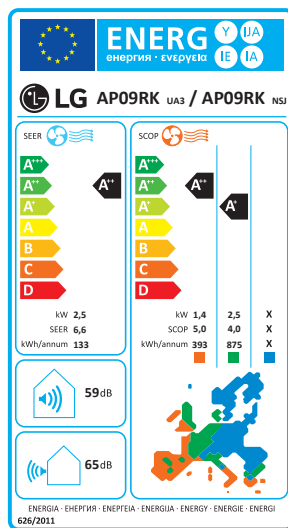 ENERG Y IJA
енергия · ενεργεια IE IA
LG AP09RK UA3 / AP09RK NSJ
SEER SCOP
A+++ A+++
A++ A++ A++ A++
A+ A+ A+
A A
B B
C C
D D
kW 2,5 kW 1,4 2,5 X
SEER 6,6 SCOP 5,0 4,0 X
kWh/annum 133 kWh/annum 393 875 X
59dB
65dB
ENERGIA · ЕНЕРГИЯ · ΕΝΕΡΓΕΙΑ · ENERGIJA · ENERGY · ENERGIE · ENERGI
626/2011